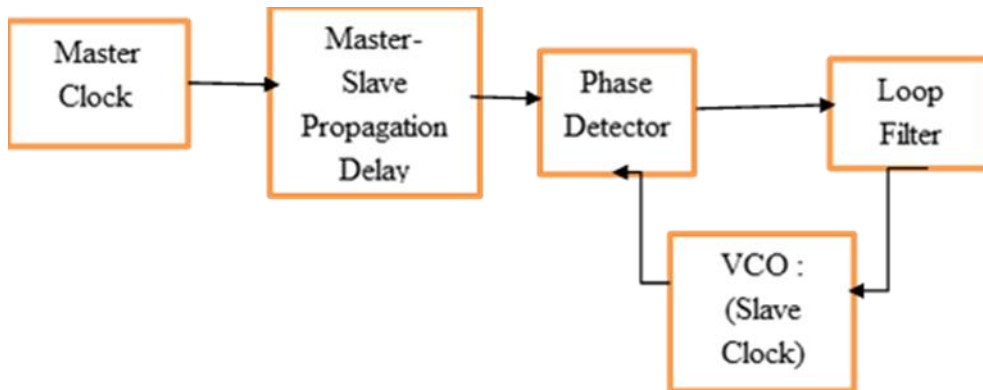 Master
Clock
Master-
Slave
Propagation
Delay
Phase
Detector
Loop
Filter
VCO :
(Slave
Clock)